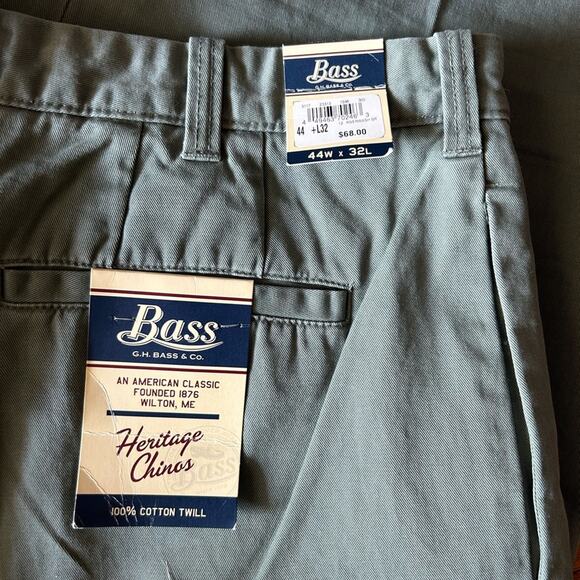 Bass
G.H. BASS & CO.
44 +L32
$68.00
44W x 32L
Bass
G.H. BASS & CO.
AN AMERICAN CLASSIC
FOUNDED 1876
WILTON, ME
Heritage
Chinos
Bass
100% COTTON TWILL